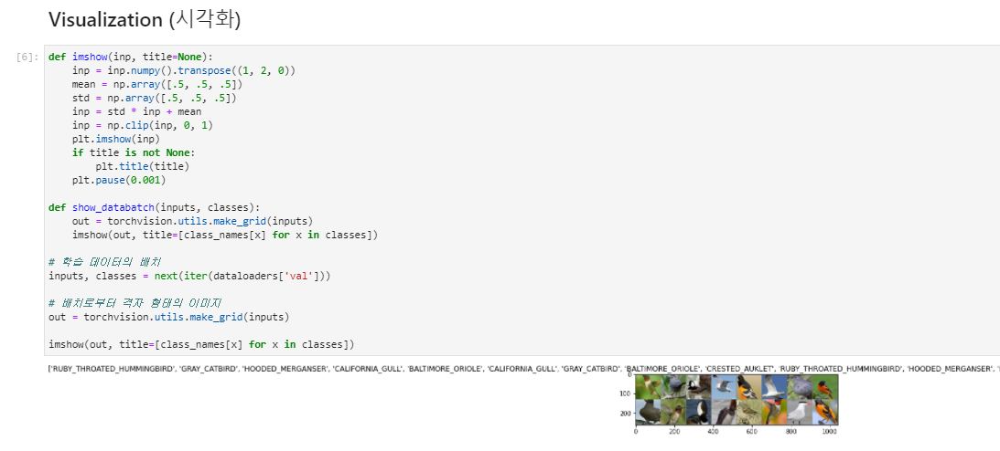 Visualization (시각화)
[6]:
def imshow(inp, title=None):
    inp = inp.numpy().transpose((1, 2, 0))
    mean = np.array([.5, .5, .5])
    std = np.array([.5, .5, .5])
    inp = std * inp + mean
    inp = np.clip(inp, 0, 1)
    plt.imshow(inp)
    if title is not None:
        plt.title(title)
    plt.pause(0.001)

def show_databatch(inputs, classes):
    out = torchvision.utils.make_grid(inputs)
    imshow(out, title=[class_names[x] for x in classes])

# 학습 데이터의 배치
inputs, classes = next(iter(dataloaders['val']))

# 배치로부터 격자 형태의 이미지
out = torchvision.utils.make_grid(inputs)

imshow(out, title=[class_names[x] for x in classes])
['RUBY_THROATED_HUMMINGBIRD', 'GRAY_CATBIRD', 'HOODED_MERGANSER', 'CALIFORNIA_GULL', 'BALTIMORE_ORIOLE', 'CALIFORNIA_GULL', 'GRAY_CATBIRD', 'BALTIMORE_ORIOLE', 'CRESTED_AUKLET', 'RUBY_THROATED_HUMMINGBIRD', 'HOODED_MERGANSER', '
0
100
200
0 200 400 600 800 1000